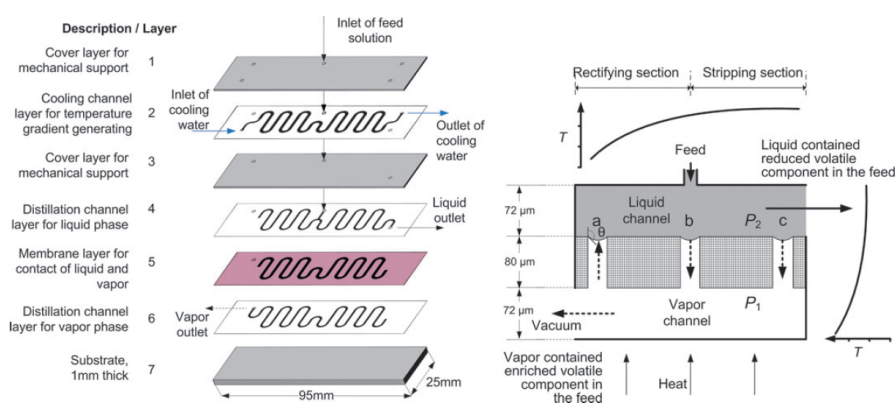 Description / Layer
Inlet of feed
solution
Cover layer for
mechanical support
1
Cooling channel
layer for temperature
gradient generating
2
Inlet of
cooling
water
Outlet of
cooling
water
Cover layer for
mechanical support
3
Distillation channel
layer for liquid phase
4
Liquid
outlet
Membrane layer for
contact of liquid and
vapor
5
Distillation channel
layer for vapor phase
6
Vapor
outlet
Substrate,
1mm thick
7
95mm
25mm
Rectifying section
Stripping section
T
Feed
Liquid contained
reduced volatile
component in the feed
72 µm
Liquid
channel
P2
a
θ
b
c
80 µm
72 µm
Vapor
channel
P1
Vacuum
T
Vapor contained
enriched volatile
component in
the feed
Heat